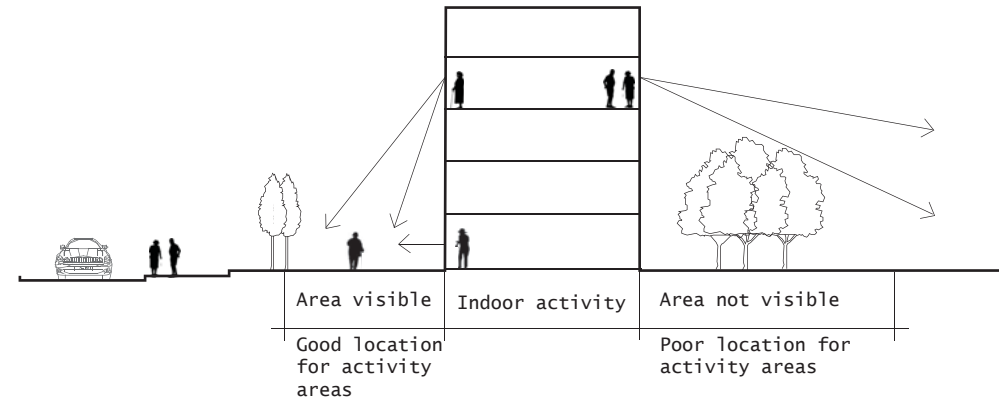 Area visible
Indoor activity
Area not visible
Good location
for activity
areas
Poor location for
activity areas